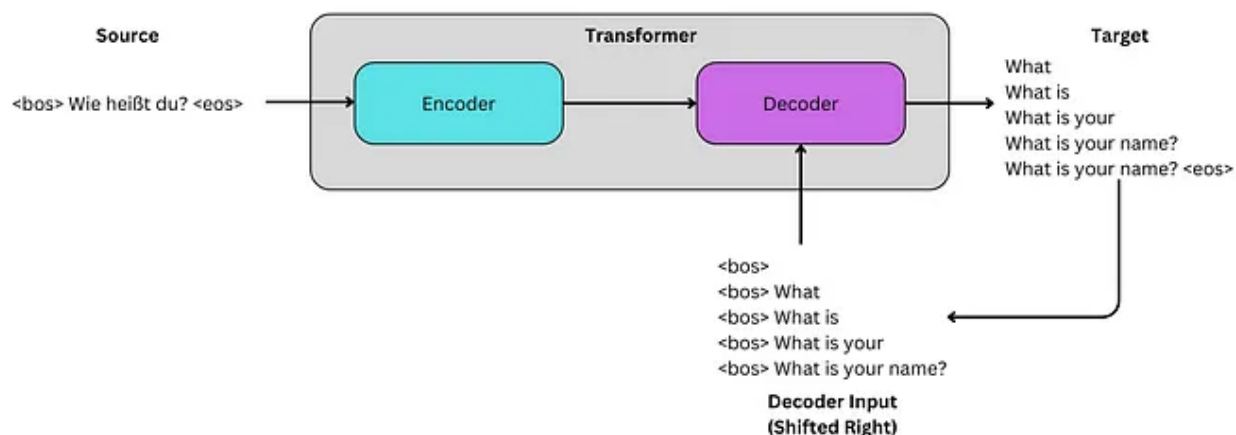 Source
Transformer
Target
<bos> Wie heißt du? <eos>
Encoder
Decoder
What
What is
What is your
What is your name?
What is your name? <eos>
<bos>
<bos> What
<bos> What is
<bos> What is your
<bos> What is your name?
Decoder Input
(Shifted Right)